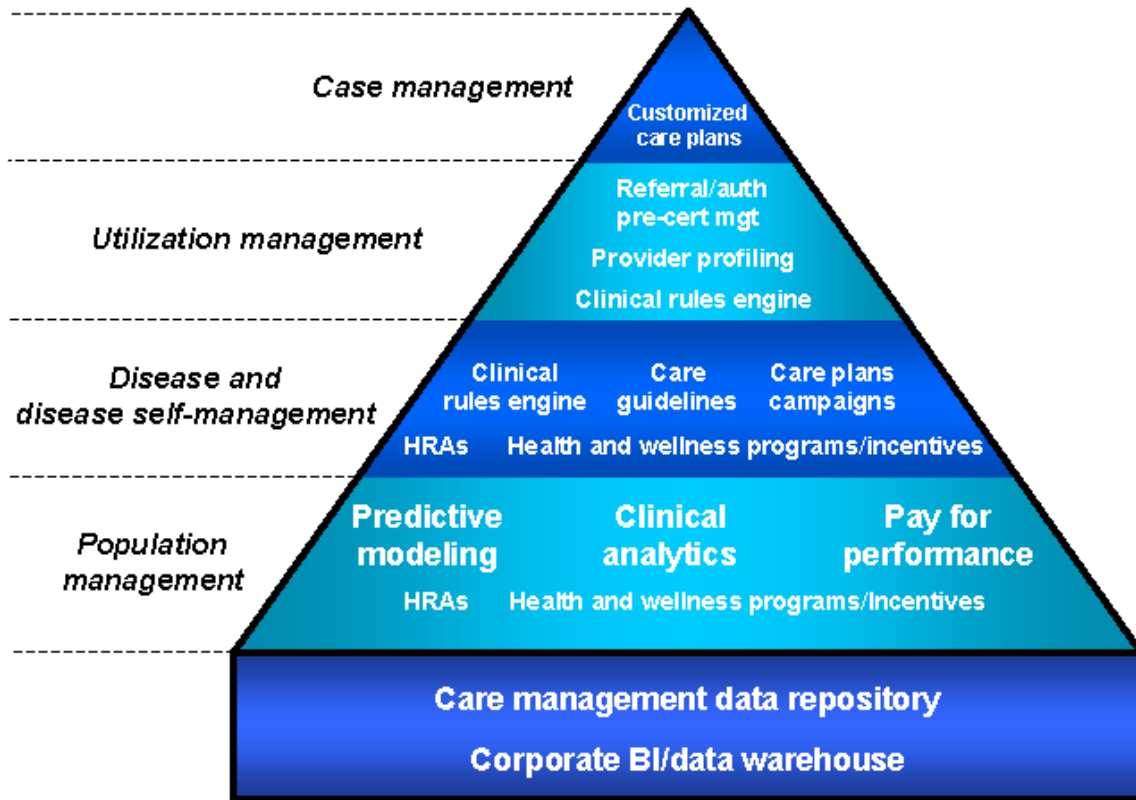 Case management
Customized
care plans
Utilization management
Referral/auth
pre-cert mgt
Provider profiling
Clinical rules engine
Disease and
disease self-management
Clinical
rules engine
Care
guidelines
Care plans
campaigns
HRAs
Health and wellness programs/incentives
Population
management
Predictive
modeling
Clinical
analytics
Pay for
performance
HRAs
Health and wellness programs/Incentives
Care management data repository
Corporate BI/data warehouse